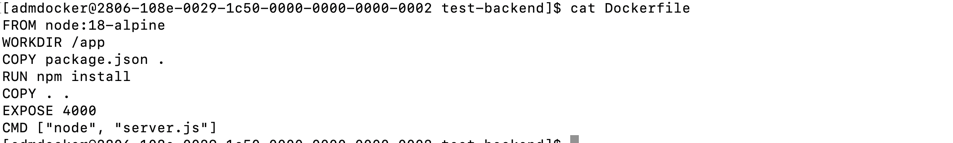 [admdocker@2806-108e-0029-1c50-0000-0000-0000-0002 test-backend]$ cat Dockerfile
FROM node:18-alpine
WORKDIR /app
COPY package.json .
RUN npm install
COPY . .
EXPOSE 4000
CMD ["node", "server.js"]
[admdocker@2806-108e-0029-1c50-0000-0000-0000-0002 test-backend]$